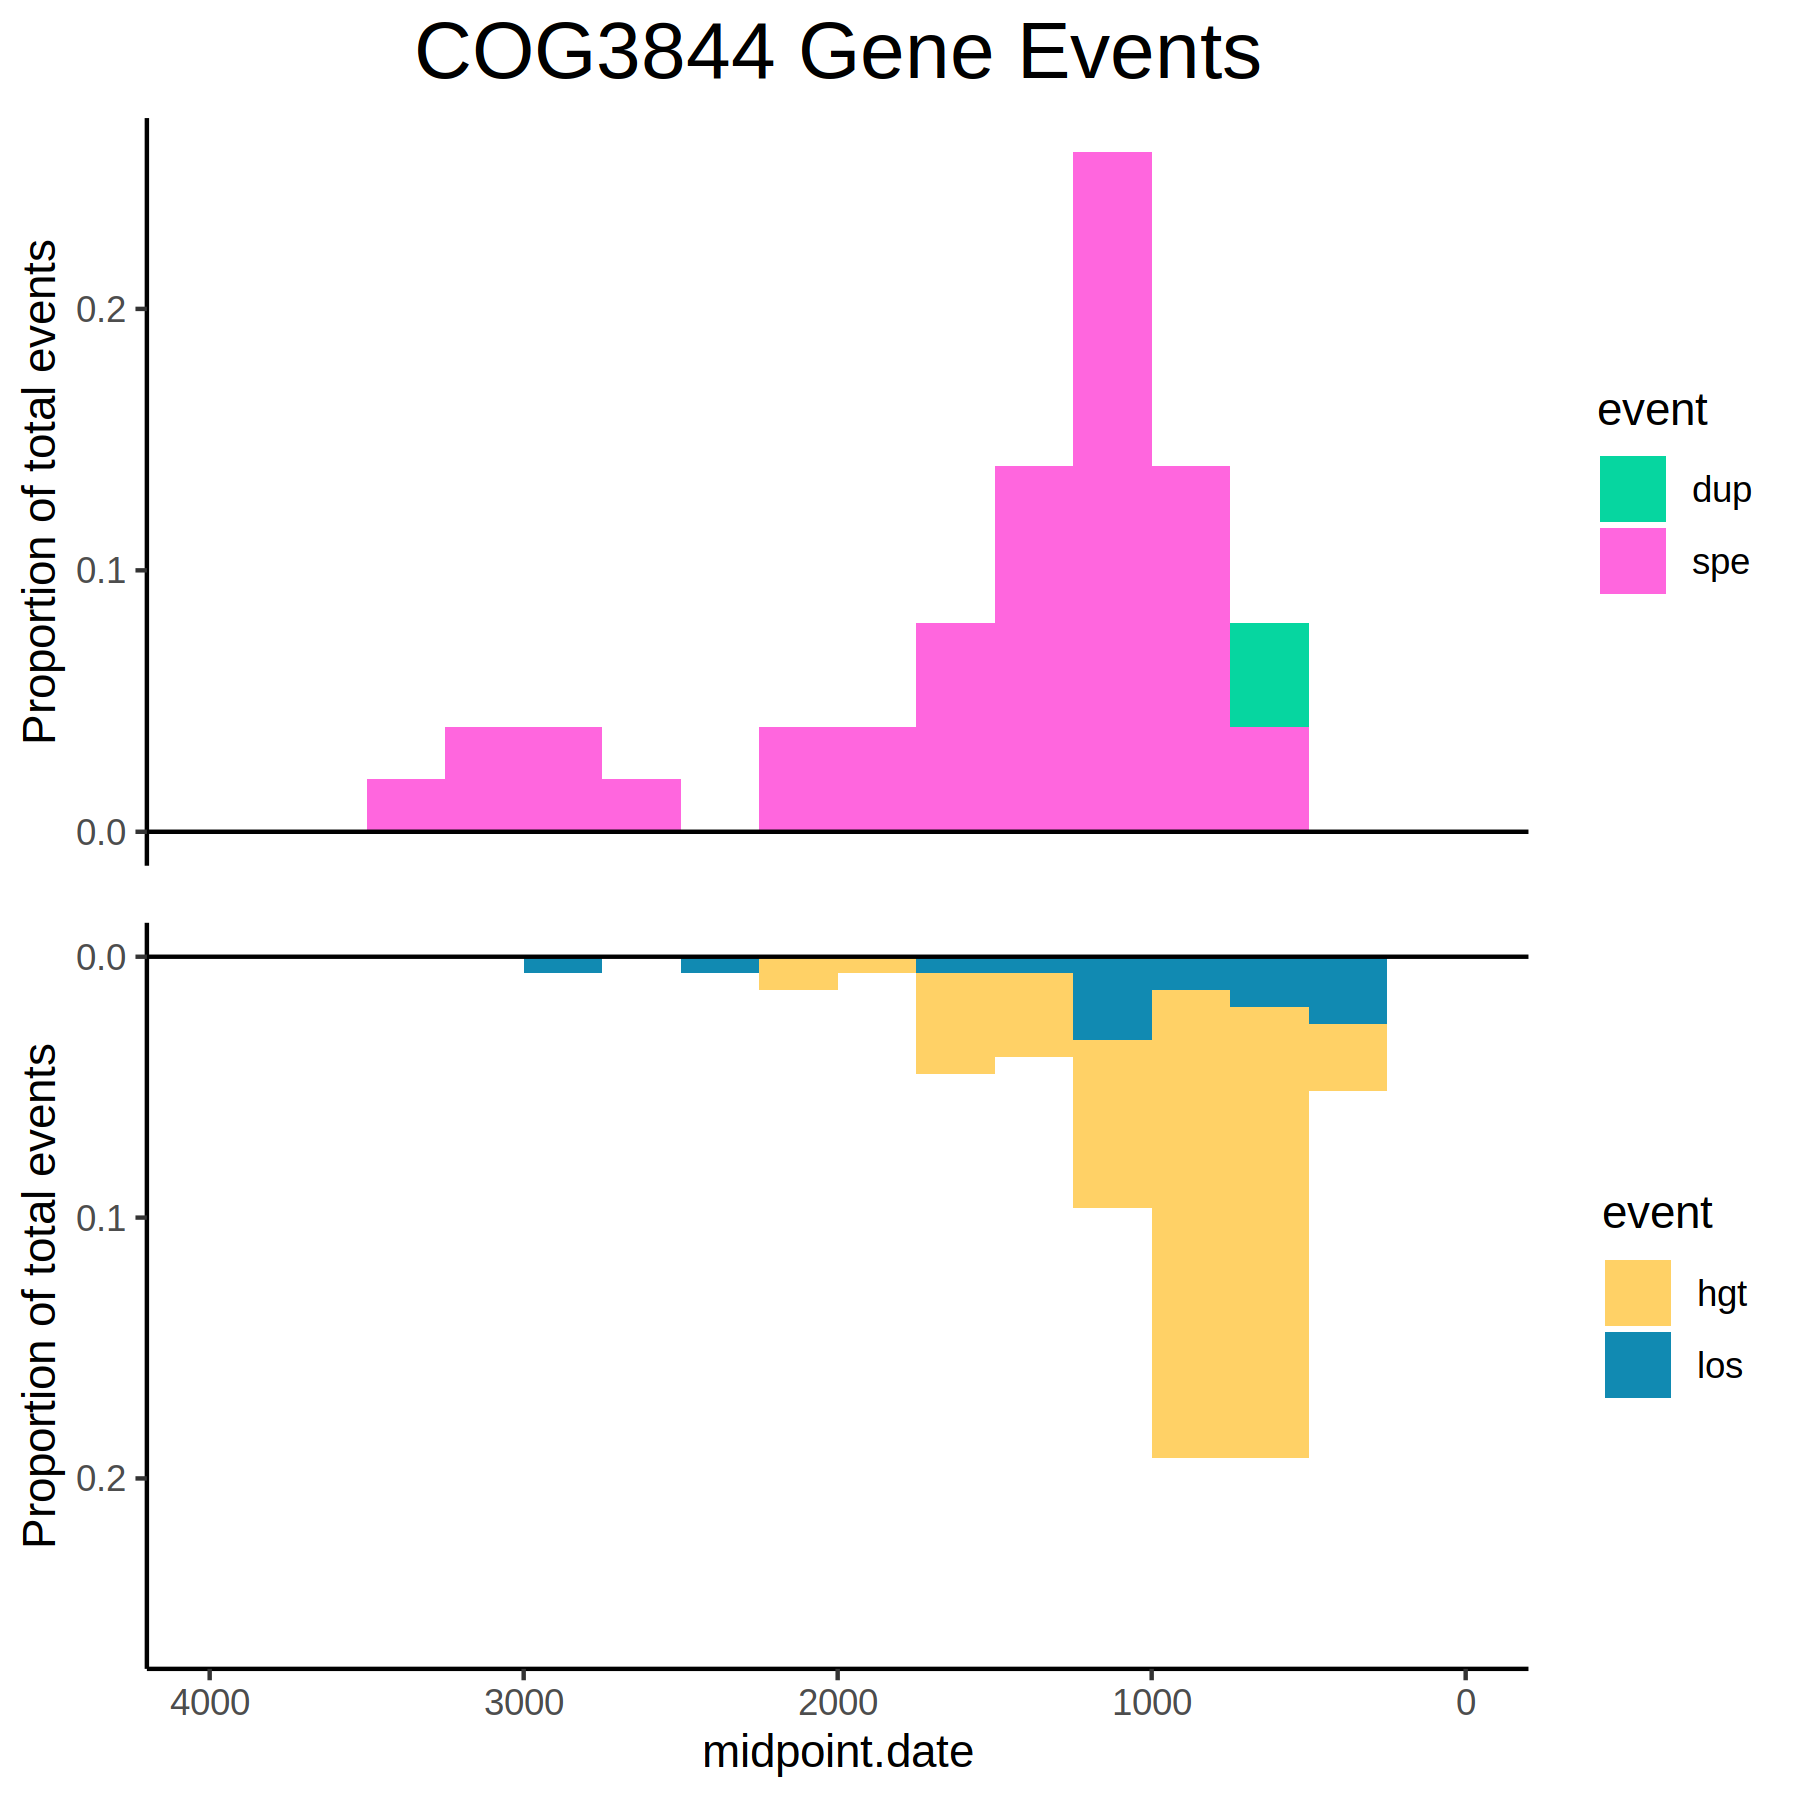 COG3844 Gene Events
Proportion of total events
0.2
0.1
0.0
event
dup
spe
Proportion of total events
0.0
0.1
0.2
event
hgt
los
4000 3000 2000 1000 0
midpoint.date